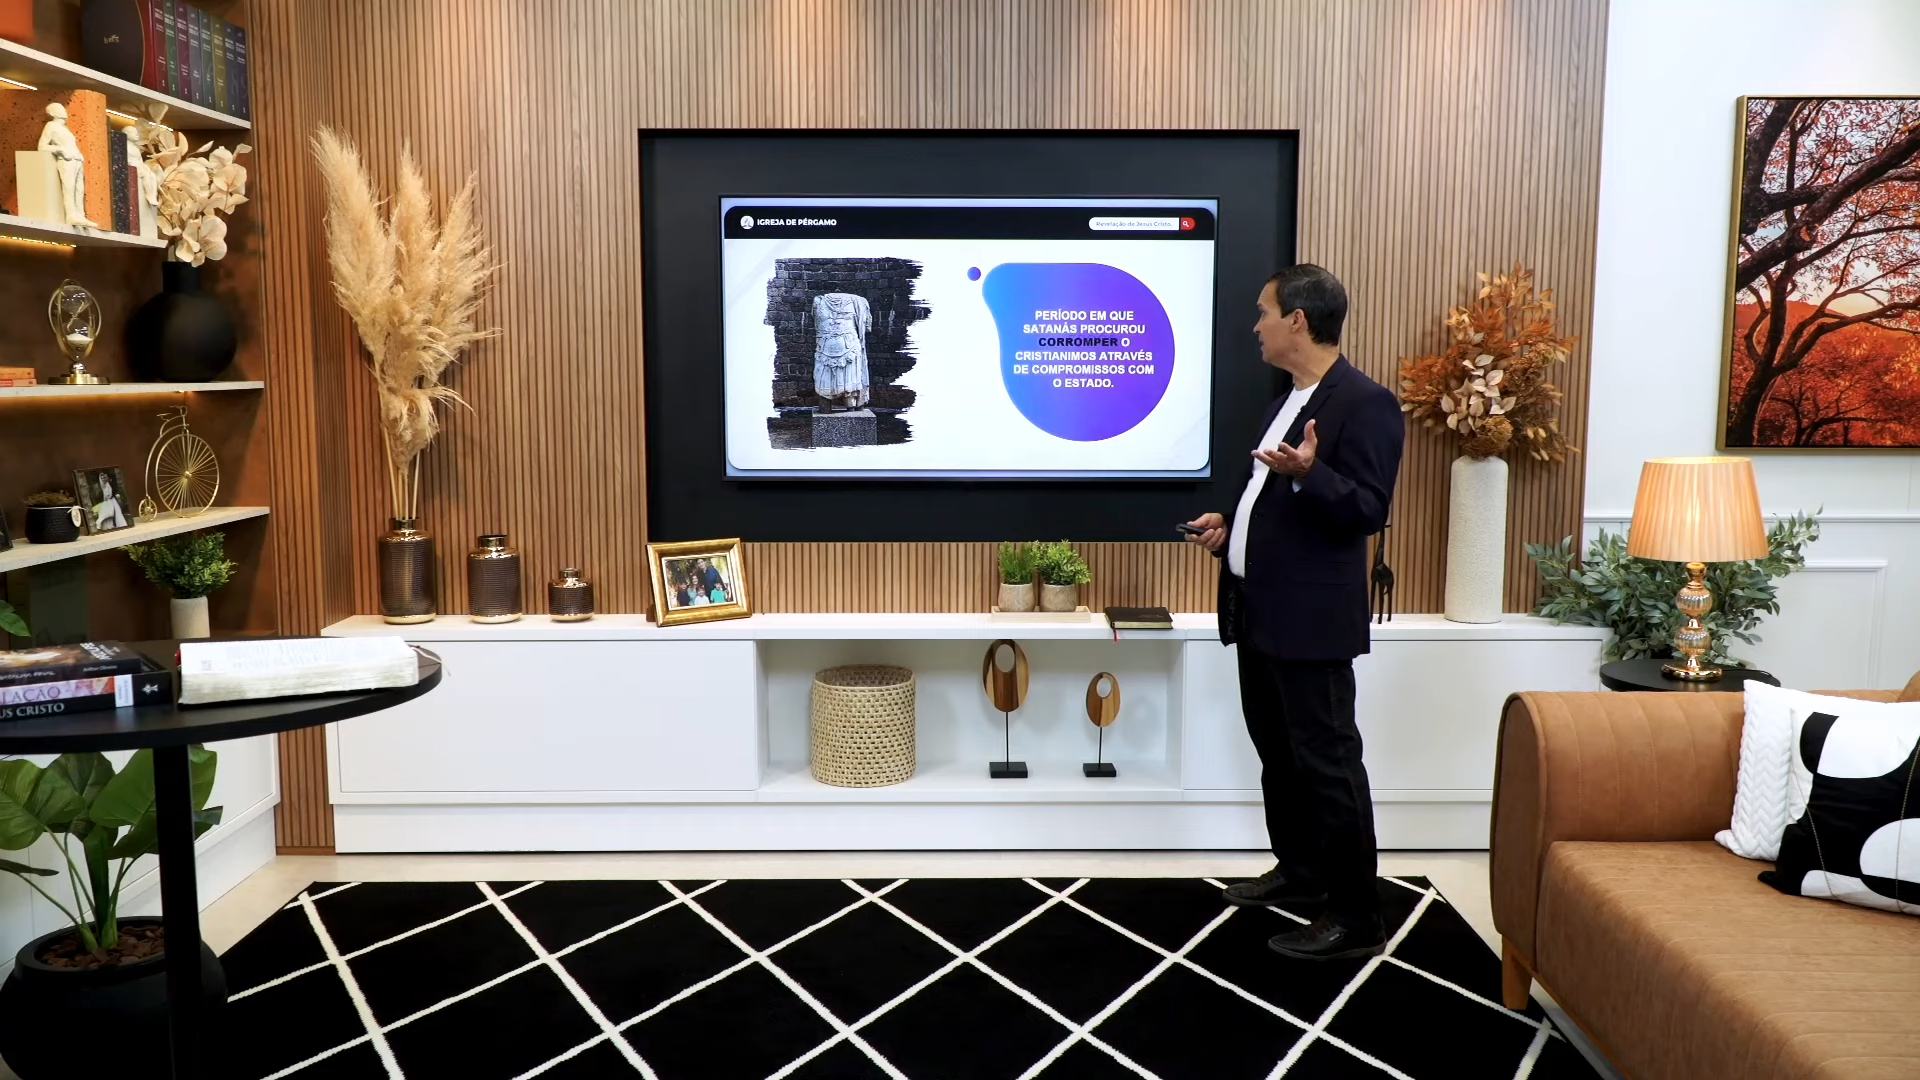 IGREJA DE PÉRGAMO
Revelação de Jesus Cristo
PERÍODO EM QUE
SATANÁS PROCUROU
CORROMPER O
CRISTIANIMOS ATRAVÉS
DE COMPROMISSOS COM
O ESTADO.
LAÇÃO
US CRISTO